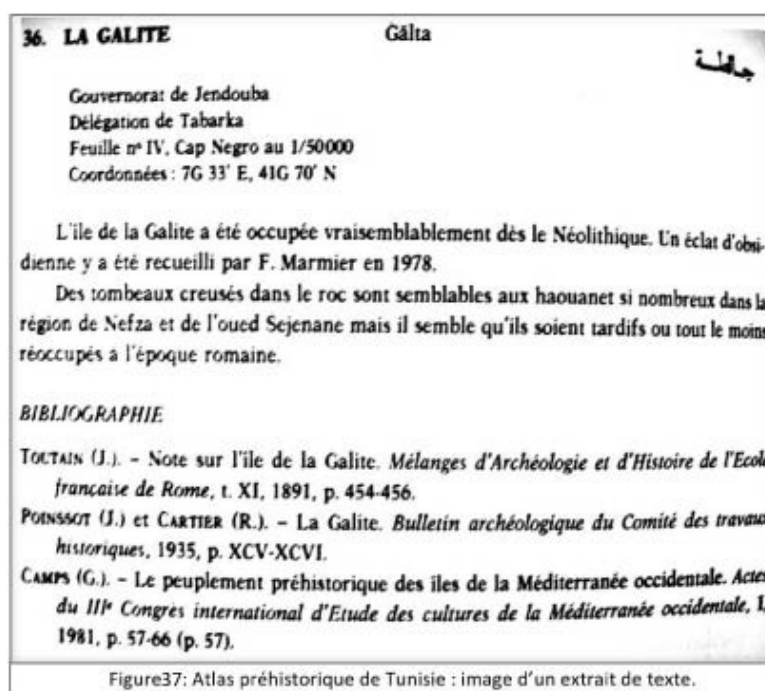 36. LA GALITE Gälta
جالطة
Gouvernorat de Jendouba
Délégation de Tabarka
Feuille nº IV, Cap Negro au 1/50000
Coordonnées : 7G 33' E, 41G 70' N
L'île de la Galite a été occupée vraisemblablement dès le Néolithique. Un éclat d'obsi-
dienne y a été recueilli par F. Marmier en 1978.
Des tombeaux creusés dans le roc sont semblables aux haouanet si nombreux dans la
région de Nefza et de l'oued Sejenane mais il semble qu'ils soient tardifs ou tout le moins
réoccupés à l'époque romaine.
BIBLIOGRAPHIE
TOUTAIN (J.). – Note sur l'île de la Galite. Mélanges d'Archéologie et d'Histoire de l'Ecole
française de Rome, t. XI, 1891, p. 454-456.
POINSSOT (J.) et CARTIER (R.). – La Galite. Bulletin archéologique du Comité des travaux
historiques, 1935, p. XCV-XCVI.
CAMPS (G.). – Le peuplement préhistorique des îles de la Méditerranée occidentale. Actes
du IIIe Congrès international d'Etude des cultures de la Méditerranée occidentale, I,
1981, p. 57-66 (p. 57).
Figure37: Atlas préhistorique de Tunisie : image d'un extrait de texte.